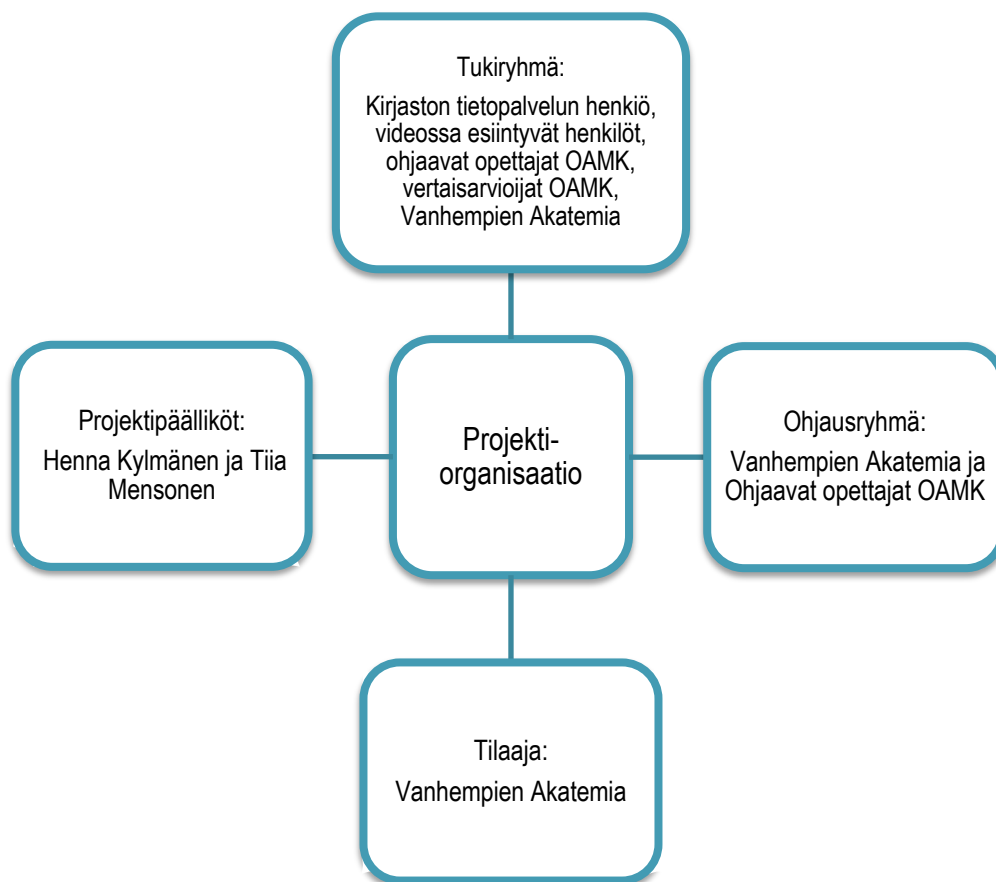 Tukiryhmä:
Kirjaston tietopalvelun henkiö,
videossa esiintyvät henkilöt,
ohjaavat opettajat OAMK,
vertaisarvioijat OAMK,
Vanhempien Akatemia
Projektipäälliköt:
Henna Kylmänen ja Tiia
Mensonen
Projekti-
organisaatio
Ohjausryhmä:
Vanhempien Akatemia ja
Ohjaavat opettajat OAMK
Tilaaja:
Vanhempien Akatemia